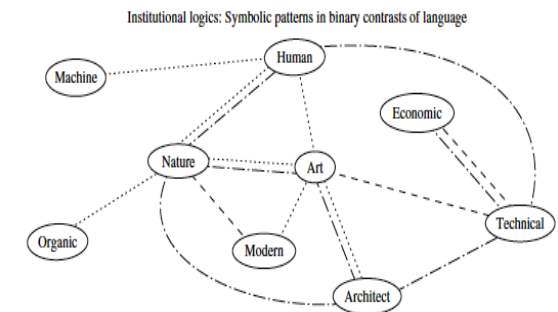 Institutional logics: Symbolic patterns in binary contrasts of language
Human
Machine
Economic
Nature
Art
Technical
Organic
Modern
Architect